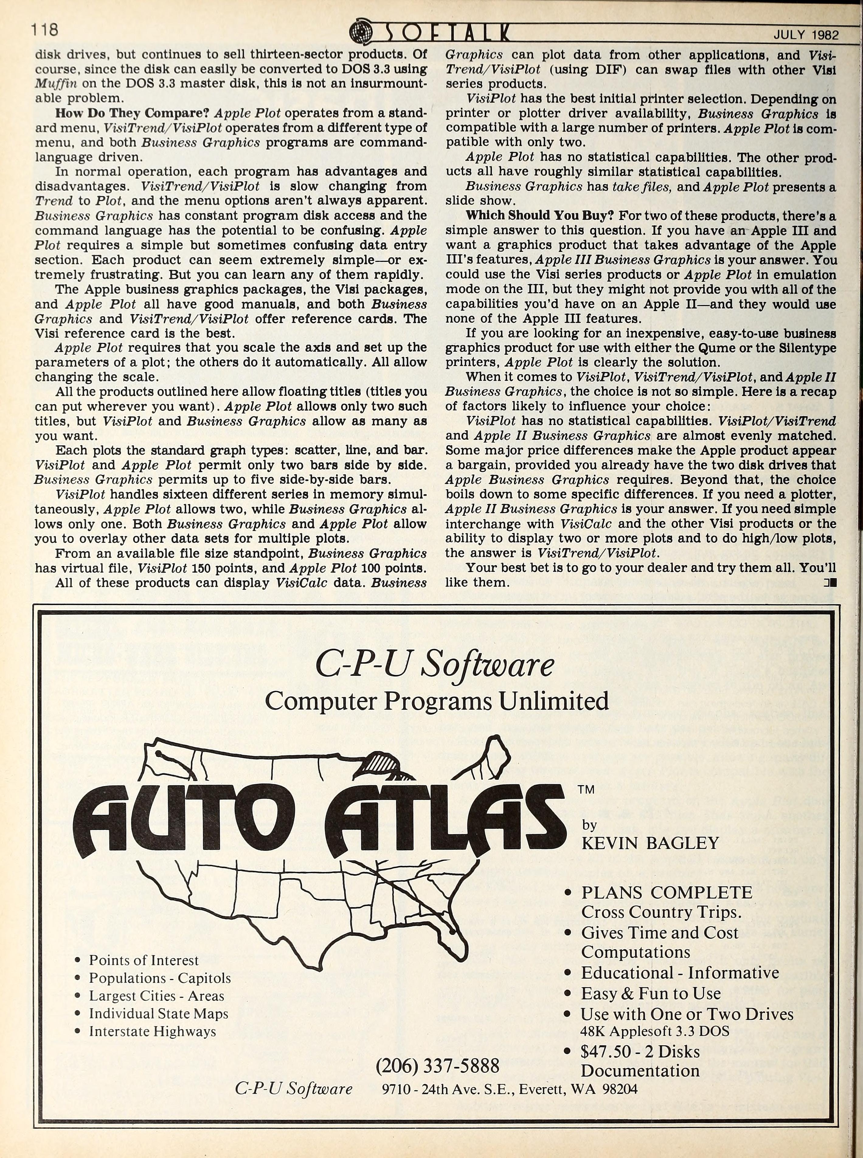 118
SOFTALK
JULY 1982
disk drives, but continues to sell thirteen-sector products. Of
course, since the disk can easily be converted to DOS 3.3 using
Muffin on the DOS 3.3 master disk, this is not an insurmount-
able problem.
How Do They Compare? Apple Plot operates from a stand-
ard menu, VisiTrend/VisiPlot operates from a different type of
menu, and both Business Graphics programs are command-
language driven.
In normal operation, each program has advantages and
disadvantages. VisiTrend/VisiPlot is slow changing from
Trend to Plot, and the menu options aren't always apparent.
Business Graphics has constant program disk access and the
command language has the potential to be confusing. Apple
Plot requires a simple but sometimes confusing data entry
section. Each product can seem extremely simple—or ex-
tremely frustrating. But you can learn any of them rapidly.
The Apple business graphics packages, the Visi packages,
and Apple Plot all have good manuals, and both Business
Graphics and VisiTrend/VisiPlot offer reference cards. The
Visi reference card is the best.
Apple Plot requires that you scale the axis and set up the
parameters of a plot; the others do it automatically. All allow
changing the scale.
All the products outlined here allow floating titles (titles you
can put wherever you want). Apple Plot allows only two such
titles, but VisiPlot and Business Graphics allow as many as
you want.
Each plots the standard graph types: scatter, line, and bar.
VisiPlot and Apple Plot permit only two bars side by side.
Business Graphics permits up to five side-by-side bars.
VisiPlot handles sixteen different series in memory simul-
taneously, Apple Plot allows two, while Business Graphics al-
lows only one. Both Business Graphics and Apple Plot allow
you to overlay other data sets for multiple plots.
From an available file size standpoint, Business Graphics
has virtual file, VisiPlot 150 points, and Apple Plot 100 points.
All of these products can display VisiCalc data. Business
Graphics can plot data from other applications, and Visi-
Trend/VisiPlot (using DIF) can swap files with other Visi
series products.
VisiPlot has the best initial printer selection. Depending on
printer or plotter driver availability, Business Graphics is
compatible with a large number of printers. Apple Plot is com-
patible with only two.
Apple Plot has no statistical capabilities. The other prod-
ucts all have roughly similar statistical capabilities.
Business Graphics has take files, and Apple Plot presents a
slide show.
Which Should You Buy? For two of these products, there's a
simple answer to this question. If you have an Apple III and
want a graphics product that takes advantage of the Apple
III's features, Apple III Business Graphics is your answer. You
could use the Visi series products or Apple Plot in emulation
mode on the III, but they might not provide you with all of the
capabilities you'd have on an Apple II—and they would use
none of the Apple III features.
If you are looking for an inexpensive, easy-to-use business
graphics product for use with either the Qume or the Silentype
printers, Apple Plot is clearly the solution.
When it comes to VisiPlot, VisiTrend/VisiPlot, and Apple II
Business Graphics, the choice is not so simple. Here is a recap
of factors likely to influence your choice:
VisiPlot has no statistical capabilities. VisiPlot/VisiTrend
and Apple II Business Graphics are almost evenly matched.
Some major price differences make the Apple product appear
a bargain, provided you already have the two disk drives that
Apple Business Graphics requires. Beyond that, the choice
boils down to some specific differences. If you need a plotter,
Apple II Business Graphics is your answer. If you need simple
interchange with VisiCalc and the other Visi products or the
ability to display two or more plots and to do high/low plots,
the answer is VisiTrend/VisiPlot.
Your best bet is to go to your dealer and try them all. You'll
like them.
C-P-U Software
Computer Programs Unlimited
AUTO ATLAS™
by
KEVIN BAGLEY
• Points of Interest
• Populations - Capitols
• Largest Cities - Areas
• Individual State Maps
• Interstate Highways
• PLANS COMPLETE
Cross Country Trips.
• Gives Time and Cost
Computations
• Educational - Informative
• Easy & Fun to Use
• Use with One or Two Drives
48K Applesoft 3.3 DOS
• $47.50 - 2 Disks
Documentation
(206) 337-5888
C-P-U Software 9710 - 24th Ave. S.E., Everett, WA 98204